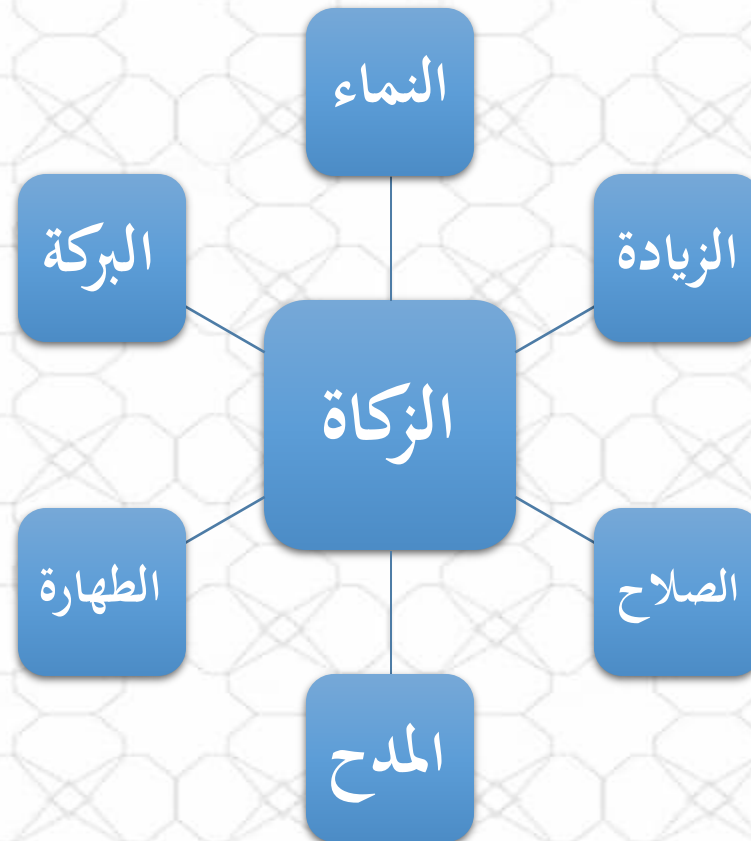 النماء
الزيادة
البركة
الزكاة
الصلاح
الطهارة
المدح